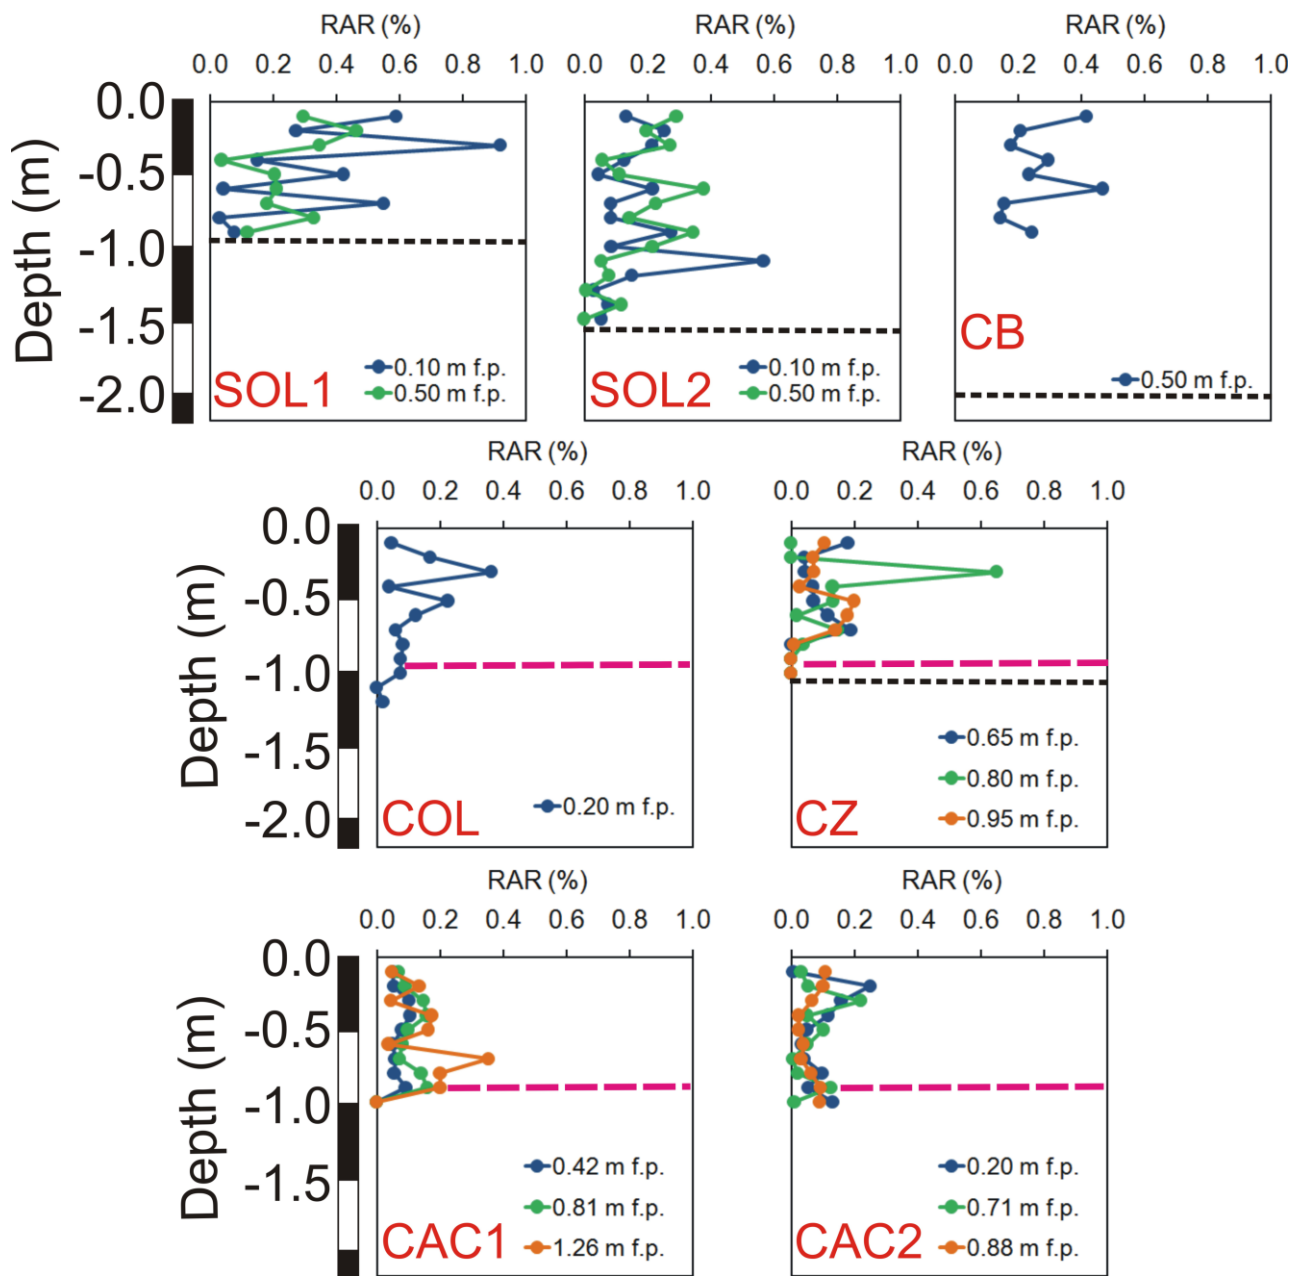 RAR (%) RAR (%) RAR (%)
0.0 0.2 0.4 0.6 0.8 1.0 0.0 0.2 0.4 0.6 0.8 1.0 0.0 0.2 0.4 0.6 0.8 1.0
Depth (m)
0.0
-0.5
-1.0
-1.5
-2.0
SOL1
0.10 m f.p.
0.50 m f.p.
SOL2
0.10 m f.p.
0.50 m f.p.
CB
0.50 m f.p.
RAR (%) RAR (%)
0.0 0.2 0.4 0.6 0.8 1.0 0.0 0.2 0.4 0.6 0.8 1.0
Depth (m)
0.0
-0.5
-1.0
-1.5
-2.0
COL
0.20 m f.p.
CZ
0.65 m f.p.
0.80 m f.p.
0.95 m f.p.
RAR (%) RAR (%)
0.0 0.2 0.4 0.6 0.8 1.0 0.0 0.2 0.4 0.6 0.8 1.0
Depth (m)
0.0
-0.5
-1.0
-1.5
CAC1
0.42 m f.p.
0.81 m f.p.
1.26 m f.p.
CAC2
0.20 m f.p.
0.71 m f.p.
0.88 m f.p.